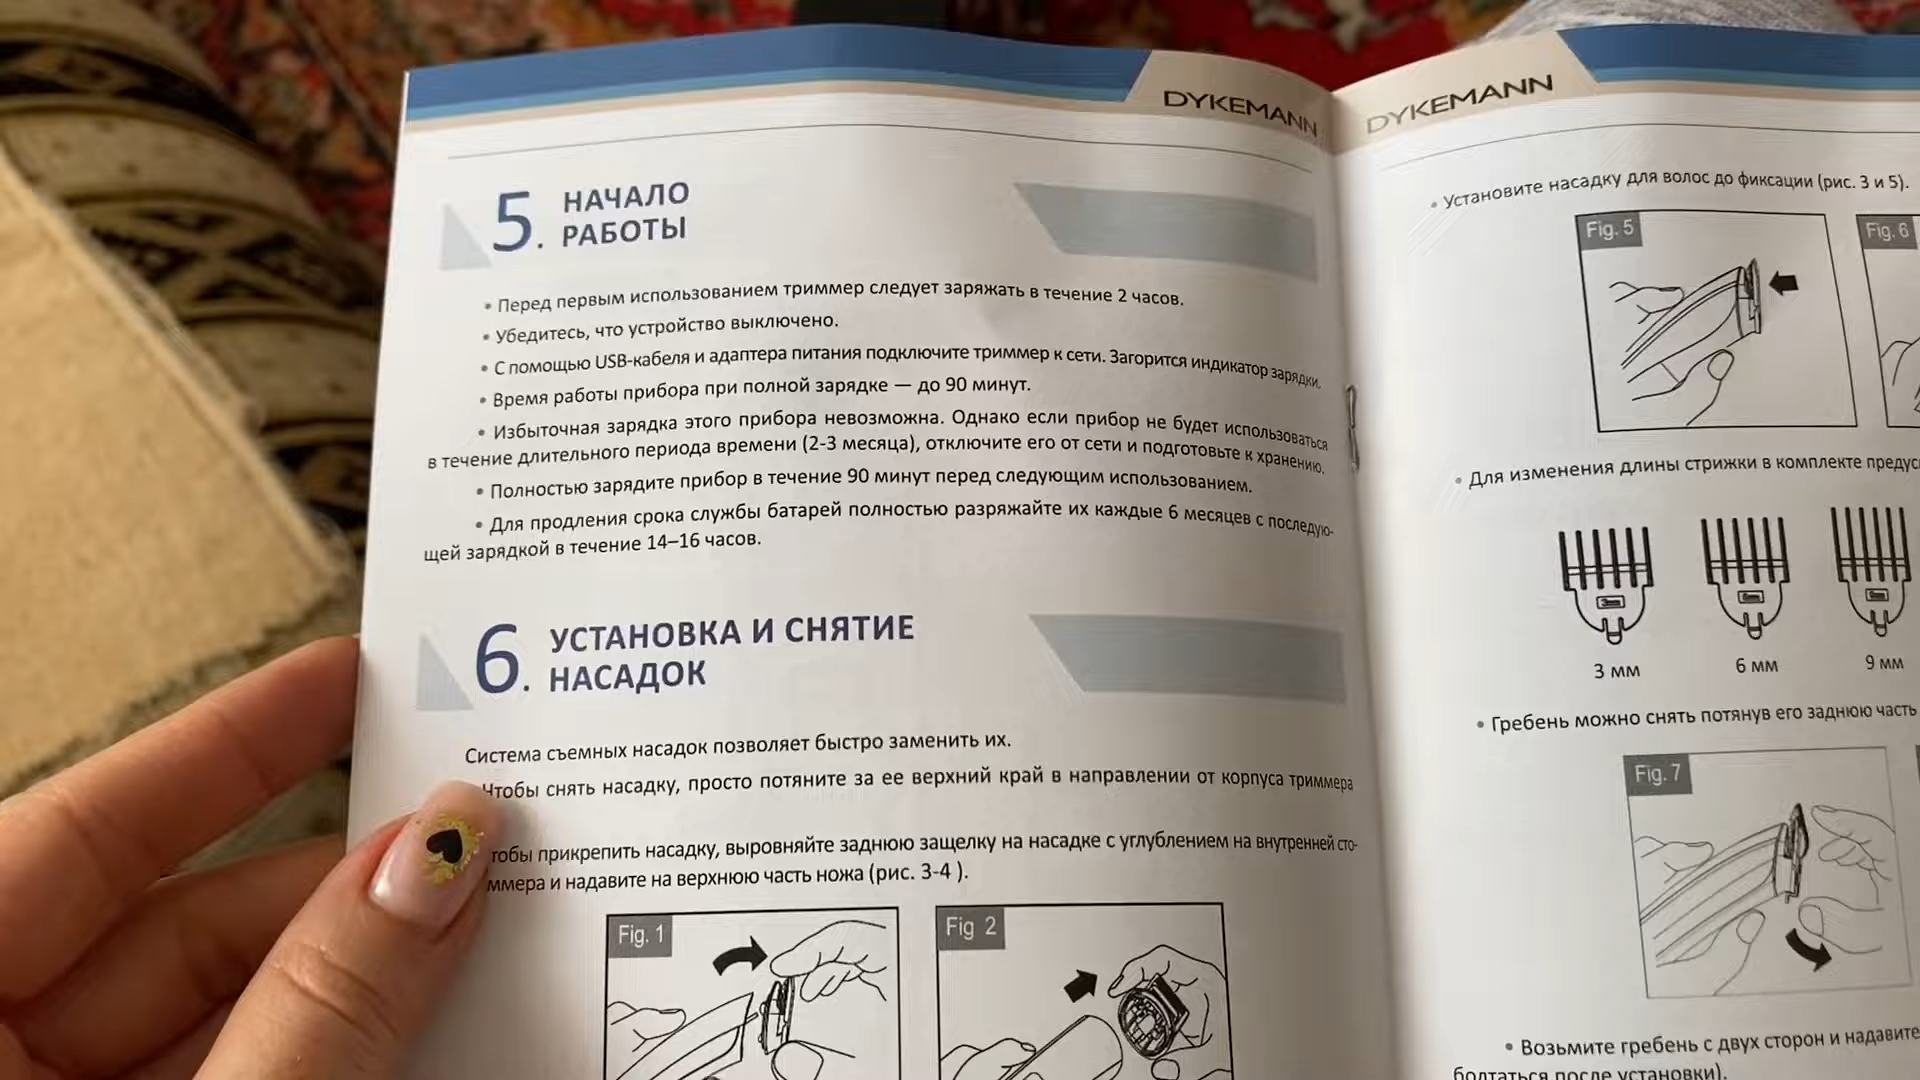 DYKEMANN
5. НАЧАЛО
РАБОТЫ
• Перед первым использованием триммер следует заряжать в течение 2 часов.
• Убедитесь, что устройство выключено.
• С помощью USB-кабеля и адаптера питания подключите триммер к сети. Загорится индикатор зарядки.
• Время работы прибора при полной зарядке — до 90 минут.
• Избыточная зарядка этого прибора невозможна. Однако если прибор не будет использоваться
в течение длительного периода времени (2-3 месяца), отключите его от сети и подготовьте к хранению.
• Полностью зарядите прибор в течение 90 минут перед следующим использованием.
• Для продления срока службы батарей полностью разряжайте их каждые 6 месяцев с последую-
щей зарядкой в течение 14–16 часов.
6. УСТАНОВКА И СНЯТИЕ
НАСАДОК
Система съемных насадок позволяет быстро заменить их.
Чтобы снять насадку, просто потяните за ее верхний край в направлении от корпуса триммера
тобы прикрепить насадку, выровняйте заднюю защелку на насадке с углублением на внутренней сто-
ммера и надавите на верхнюю часть ножа (рис. 3-4 ).
Fig. 1
Fig 2
DYKEMANN
• Установите насадку для волос до фиксации (рис. 3 и 5).
Fig. 5
Fig. 6
• Для изменения длины стрижки в комплекте предус
3 мм
6 мм
9 мм
• Гребень можно снять потянув его заднюю часть
Fig. 7
• Возьмите гребень с двух сторон и надавите
болтаться после установки).